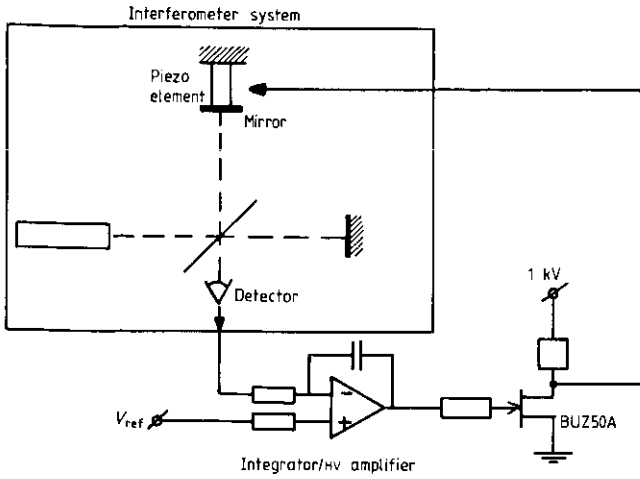 Interferometer system
Piezo
element
Mirror
Detector
1 kV
Vref
−
+
BUZ50A
Integrator/HV amplifier